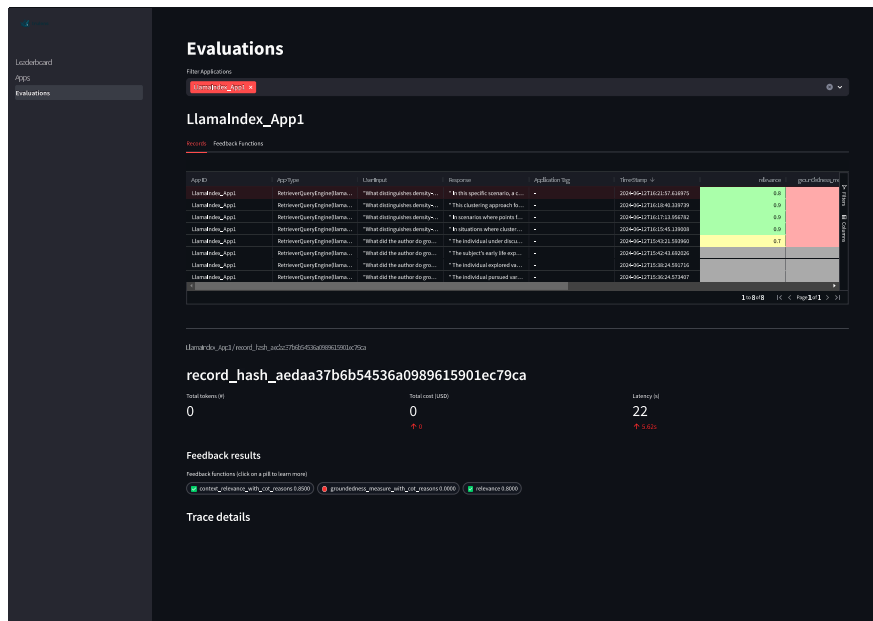 Leaderboard
Apps
Evaluations
Evaluations
Filter Applications
LlamaIndex_App1 ×
LlamaIndex_App1
Records Feedback Functions
App ID App Type User Input Response Application Tag TimeStamp relevance groundedness_me
LlamaIndex_App1 RetrieverQueryEngine(llama... "What distinguishes density-... " In this specific scenario, a c... - 2024-06-12T16:21:57.616975 0.8
LlamaIndex_App1 RetrieverQueryEngine(llama... "What distinguishes density-... " This clustering approach fo... - 2024-06-12T16:18:40.339739 0.9
LlamaIndex_App1 RetrieverQueryEngine(llama... "What distinguishes density-... " In scenarios where points f... - 2024-06-12T16:17:13.956782 0.9
LlamaIndex_App1 RetrieverQueryEngine(llama... "What distinguishes density-... " In situations where cluster... - 2024-06-12T16:15:45.139008 0.9
LlamaIndex_App1 RetrieverQueryEngine(llama... "What did the author do gro... " The individual under discu... - 2024-06-12T15:43:21.593960 0.7
LlamaIndex_App1 RetrieverQueryEngine(llama... "What did the author do gro... " The subject's early life exp... - 2024-06-12T15:42:43.692026
LlamaIndex_App1 RetrieverQueryEngine(llama... "What did the author do gro... " The individual explored va... - 2024-06-12T15:38:24.591716
LlamaIndex_App1 RetrieverQueryEngine(llama... "What did the author do gro... " The individual pursued var... - 2024-06-12T15:36:24.573407
Filters
Columns
1 to 8 of 8 Page 1 of 1
LlamaIndex_App1 / record_hash_aedaa37b6b54536a0989615901ec79ca
record_hash_aedaa37b6b54536a0989615901ec79ca
Total tokens (#) Total cost (USD) Latency (s)
0 0 22
↑ 0 ↑ 5.62s
Feedback results
Feedback functions (click on a pill to learn more)
context_relevance_with_cot_reasons 0.8500 groundedness_measure_with_cot_reasons 0.0000 relevance 0.8000
Trace details